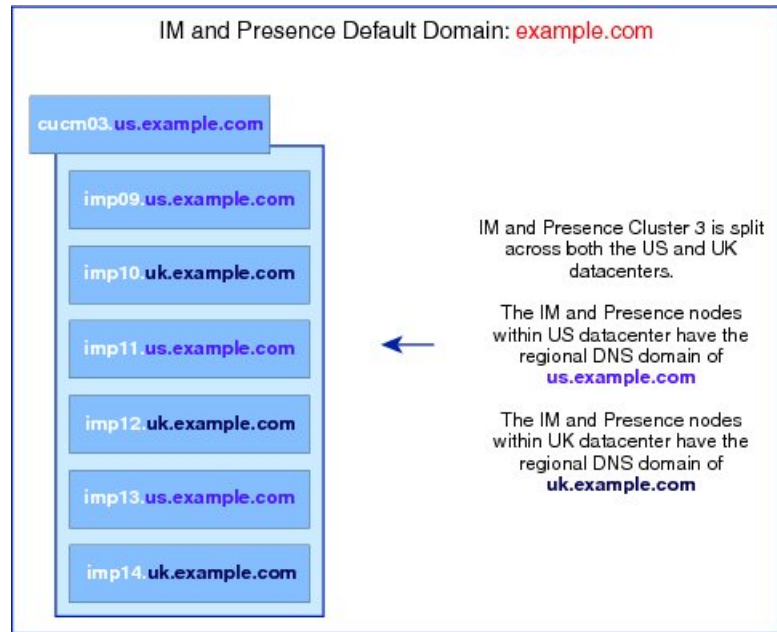 IM and Presence Default Domain: example.com
cucm03.us.example.com
imp09.us.example.com
imp10.uk.example.com
imp11.us.example.com
imp12.uk.example.com
imp13.us.example.com
imp14.uk.example.com
IM and Presence Cluster 3 is split
across both the US and UK
datacenters.
The IM and Presence nodes
within US datacenter have the
regional DNS domain of
us.example.com
The IM and Presence nodes
within UK datacenter have the
regional DNS domain of
uk.example.com